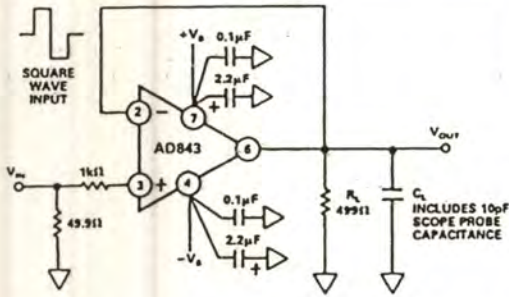 SQUARE
WAVE
INPUT
+Vs
0.1μF
2.2μF
+
2
−
7
AD843
6
VOUT
VIN
1kΩ
3
+
4
49.9Ω
0.1μF
2.2μF
+
−Vs
RL
499Ω
CL
INCLUDES 10pF
SCOPE PROBE
CAPACITANCE